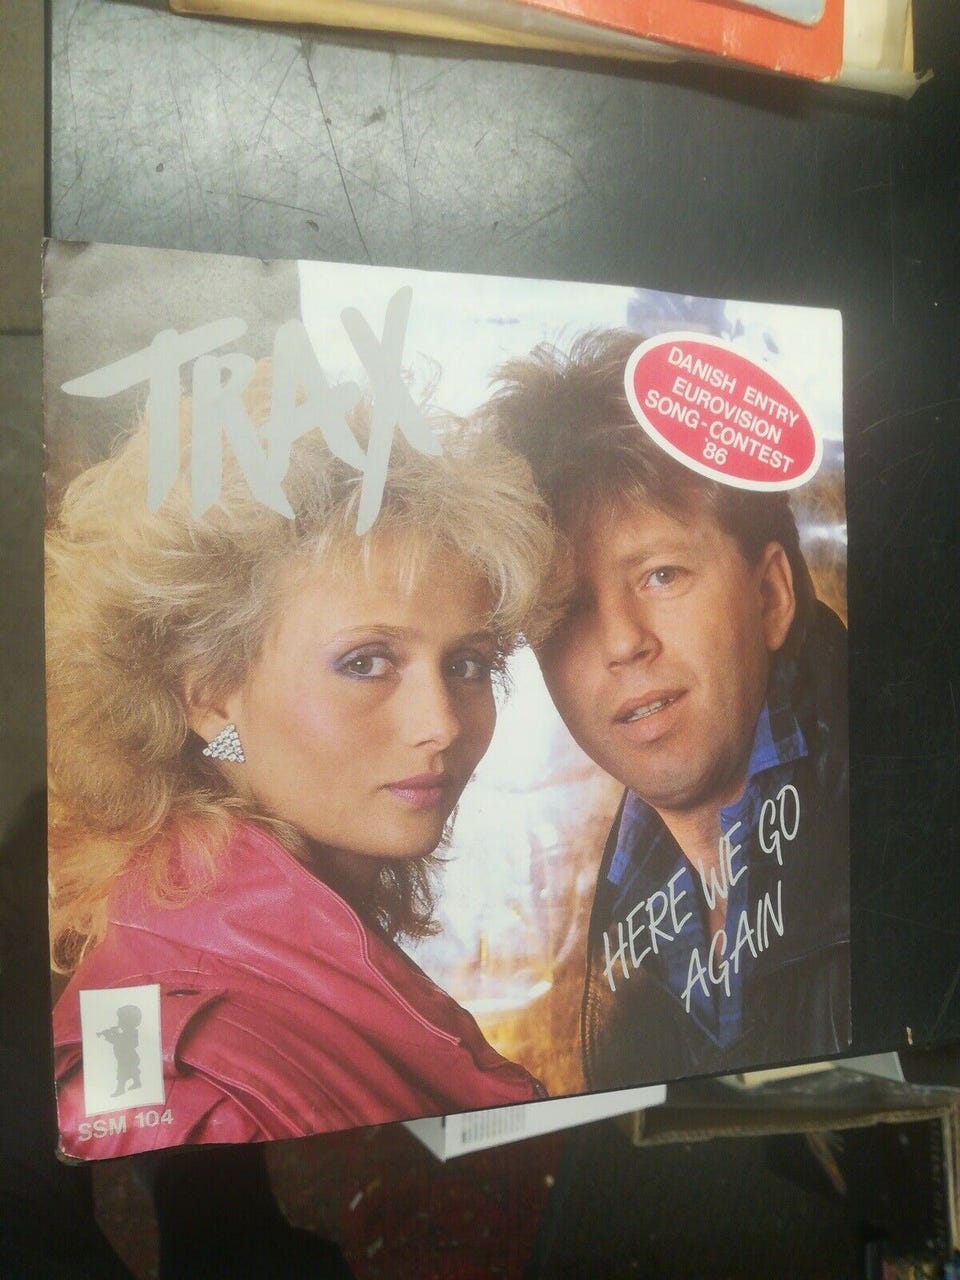 TRAX
DANISH ENTRY
EUROVISION
SONG-CONTEST
'86
HERE WE GO
AGAIN
SSM 104